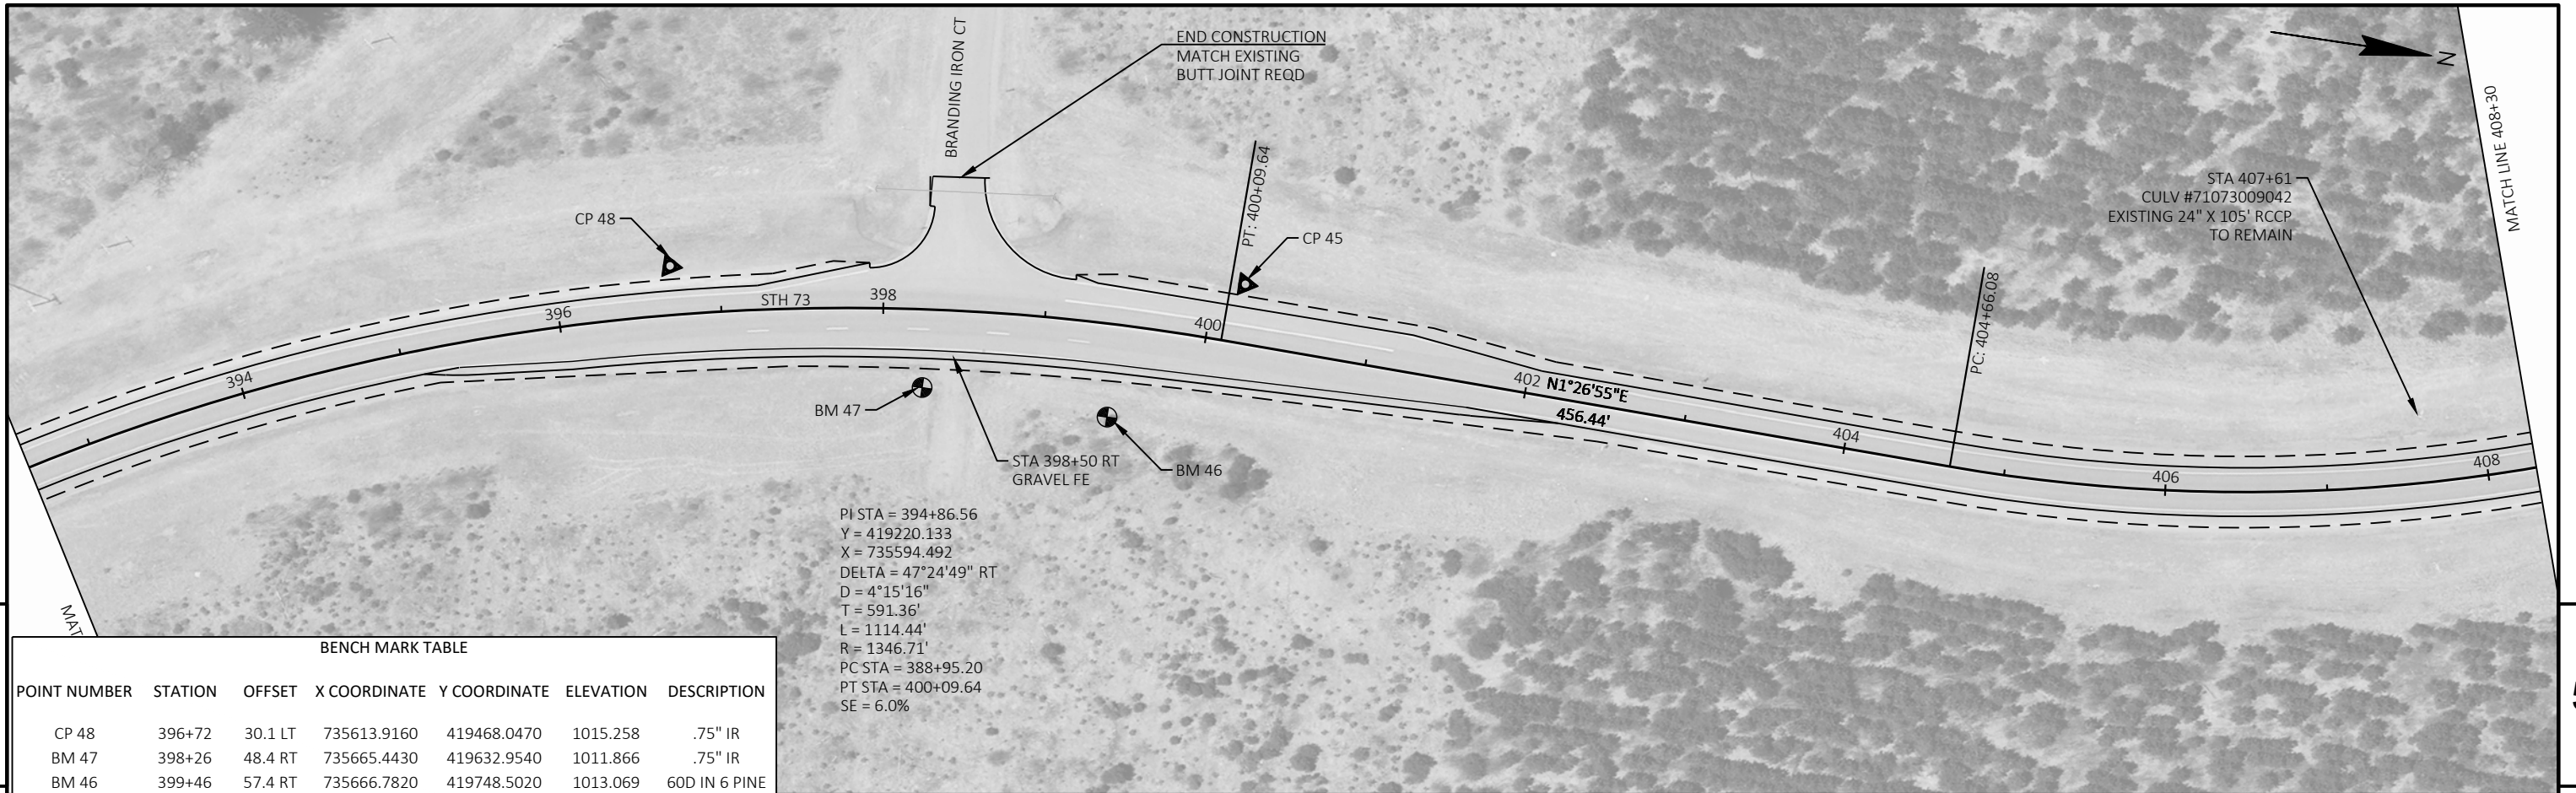 BRANDING IRON CT
END CONSTRUCTION
MATCH EXISTING
BUTT JOINT REQD
N
MATCH LINE 408+30
CP 48
PT: 400+09.64
CP 45
STA 407+61
CULV #71073009042
EXISTING 24" X 105' RCCP
TO REMAIN
PC: 404+66.08
STH 73
394
396
398
400
402
404
406
408
N1°26'55"E
456.44'
BM 47
BM 46
STA 398+50 RT
GRAVEL FE
PI STA = 394+86.56
Y = 419220.133
X = 735594.492
DELTA = 47°24'49" RT
D = 4°15'16"
T = 591.36'
L = 1114.44'
R = 1346.71'
PC STA = 388+95.20
PT STA = 400+09.64
SE = 6.0%
MAT
BENCH MARK TABLE
POINT NUMBER STATION OFFSET X COORDINATE Y COORDINATE ELEVATION DESCRIPTION
CP 48 396+72 30.1 LT 735613.9160 419468.0470 1015.258 .75" IR
BM 47 398+26 48.4 RT 735665.4430 419632.9540 1011.866 .75" IR
BM 46 399+46 57.4 RT 735666.7820 419748.5020 1013.069 60D IN 6 PINE